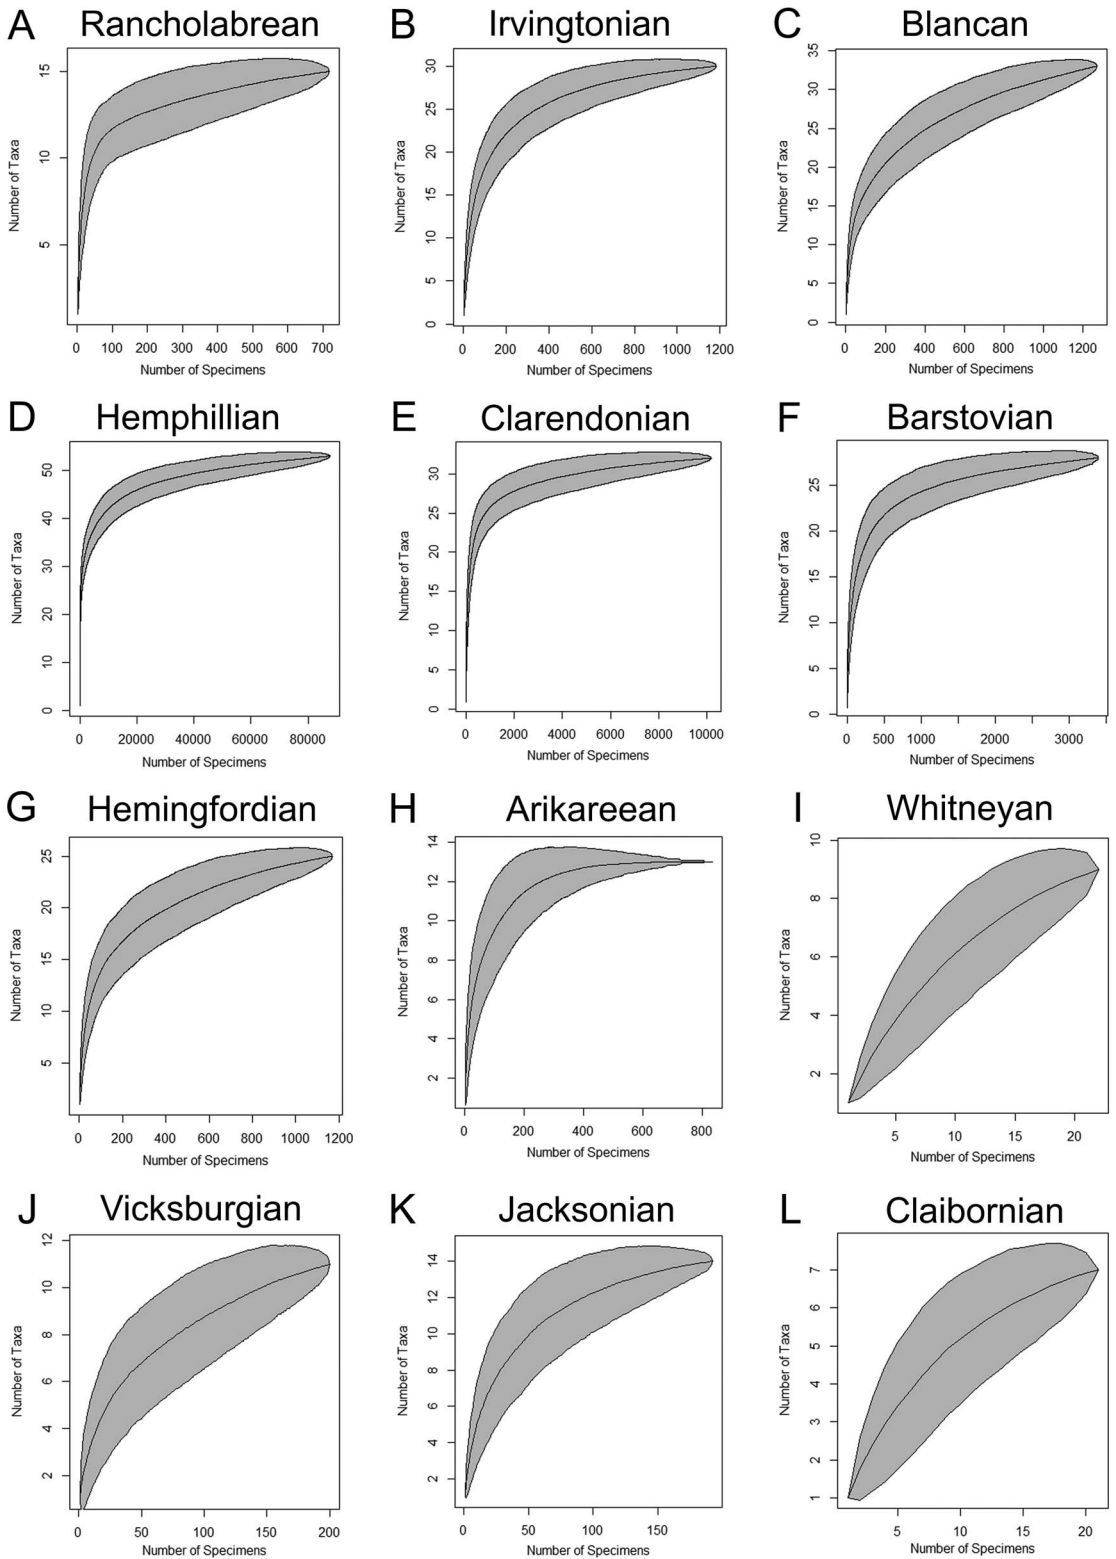 A Rancholabrean
Number of Taxa
15
10
5
0 100 200 300 400 500 600 700
Number of Specimens
B Irvingtonian
Number of Taxa
30
25
20
15
10
5
0
0 200 400 600 800 1000 1200
Number of Specimens
C Blancan
Number of Taxa
35
30
25
20
15
10
5
0
0 200 400 600 800 1000 1200
Number of Specimens
D Hemphillian
Number of Taxa
50
40
30
20
10
0
0 20000 40000 60000 80000
Number of Specimens
E Clarendonian
Number of Taxa
30
25
20
15
10
5
0
0 2000 4000 6000 8000 10000
Number of Specimens
F Barstovian
Number of Taxa
25
20
15
10
5
0
0 500 1000 2000 3000
Number of Specimens
G Hemingfordian
Number of Taxa
25
20
15
10
5
0 200 400 600 800 1000 1200
Number of Specimens
H Arikareean
Number of Taxa
14
12
10
8
6
4
2
0 200 400 600 800
Number of Specimens
I Whitneyan
Number of Taxa
10
8
6
4
2
5 10 15 20
Number of Specimens
J Vicksburgian
Number of Taxa
12
10
8
6
4
2
0 50 100 150 200
Number of Specimens
K Jacksonian
Number of Taxa
14
12
10
8
6
4
2
0 50 100 150
Number of Specimens
L Claibornian
Number of Taxa
7
6
5
4
3
2
1
5 10 15 20
Number of Specimens